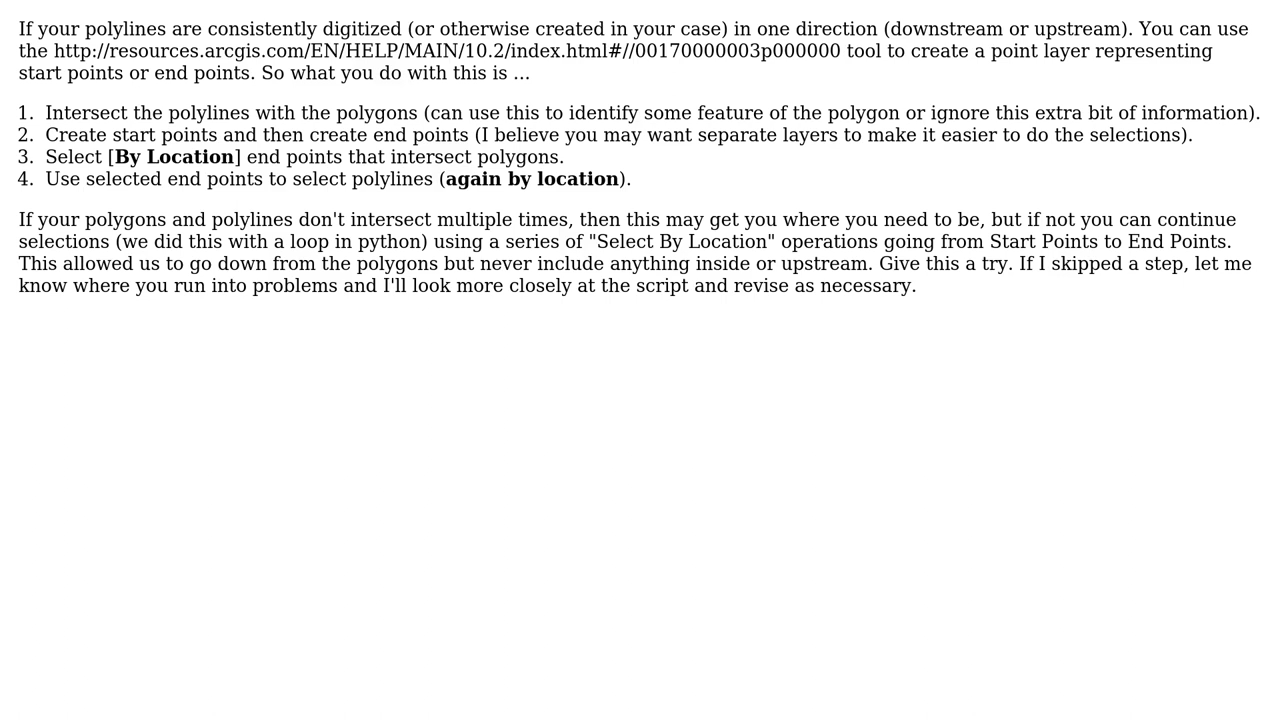 If your polylines are consistently digitized (or otherwise created in your case) in one direction (downstream or upstream). You can use
the http://resources.arcgis.com/EN/HELP/MAIN/10.2/index.html#//00170000003p000000 tool to create a point layer representing
start points or end points. So what you do with this is ...
1. Intersect the polylines with the polygons (can use this to identify some feature of the polygon or ignore this extra bit of information).
2. Create start points and then create end points (I believe you may want separate layers to make it easier to do the selections).
3. Select [By Location] end points that intersect polygons.
4. Use selected end points to select polylines (again by location).
If your polygons and polylines don't intersect multiple times, then this may get you where you need to be, but if not you can continue
selections (we did this with a loop in python) using a series of "Select By Location" operations going from Start Points to End Points.
This allowed us to go down from the polygons but never include anything inside or upstream. Give this a try. If I skipped a step, let me
know where you run into problems and I'll look more closely at the script and revise as necessary.